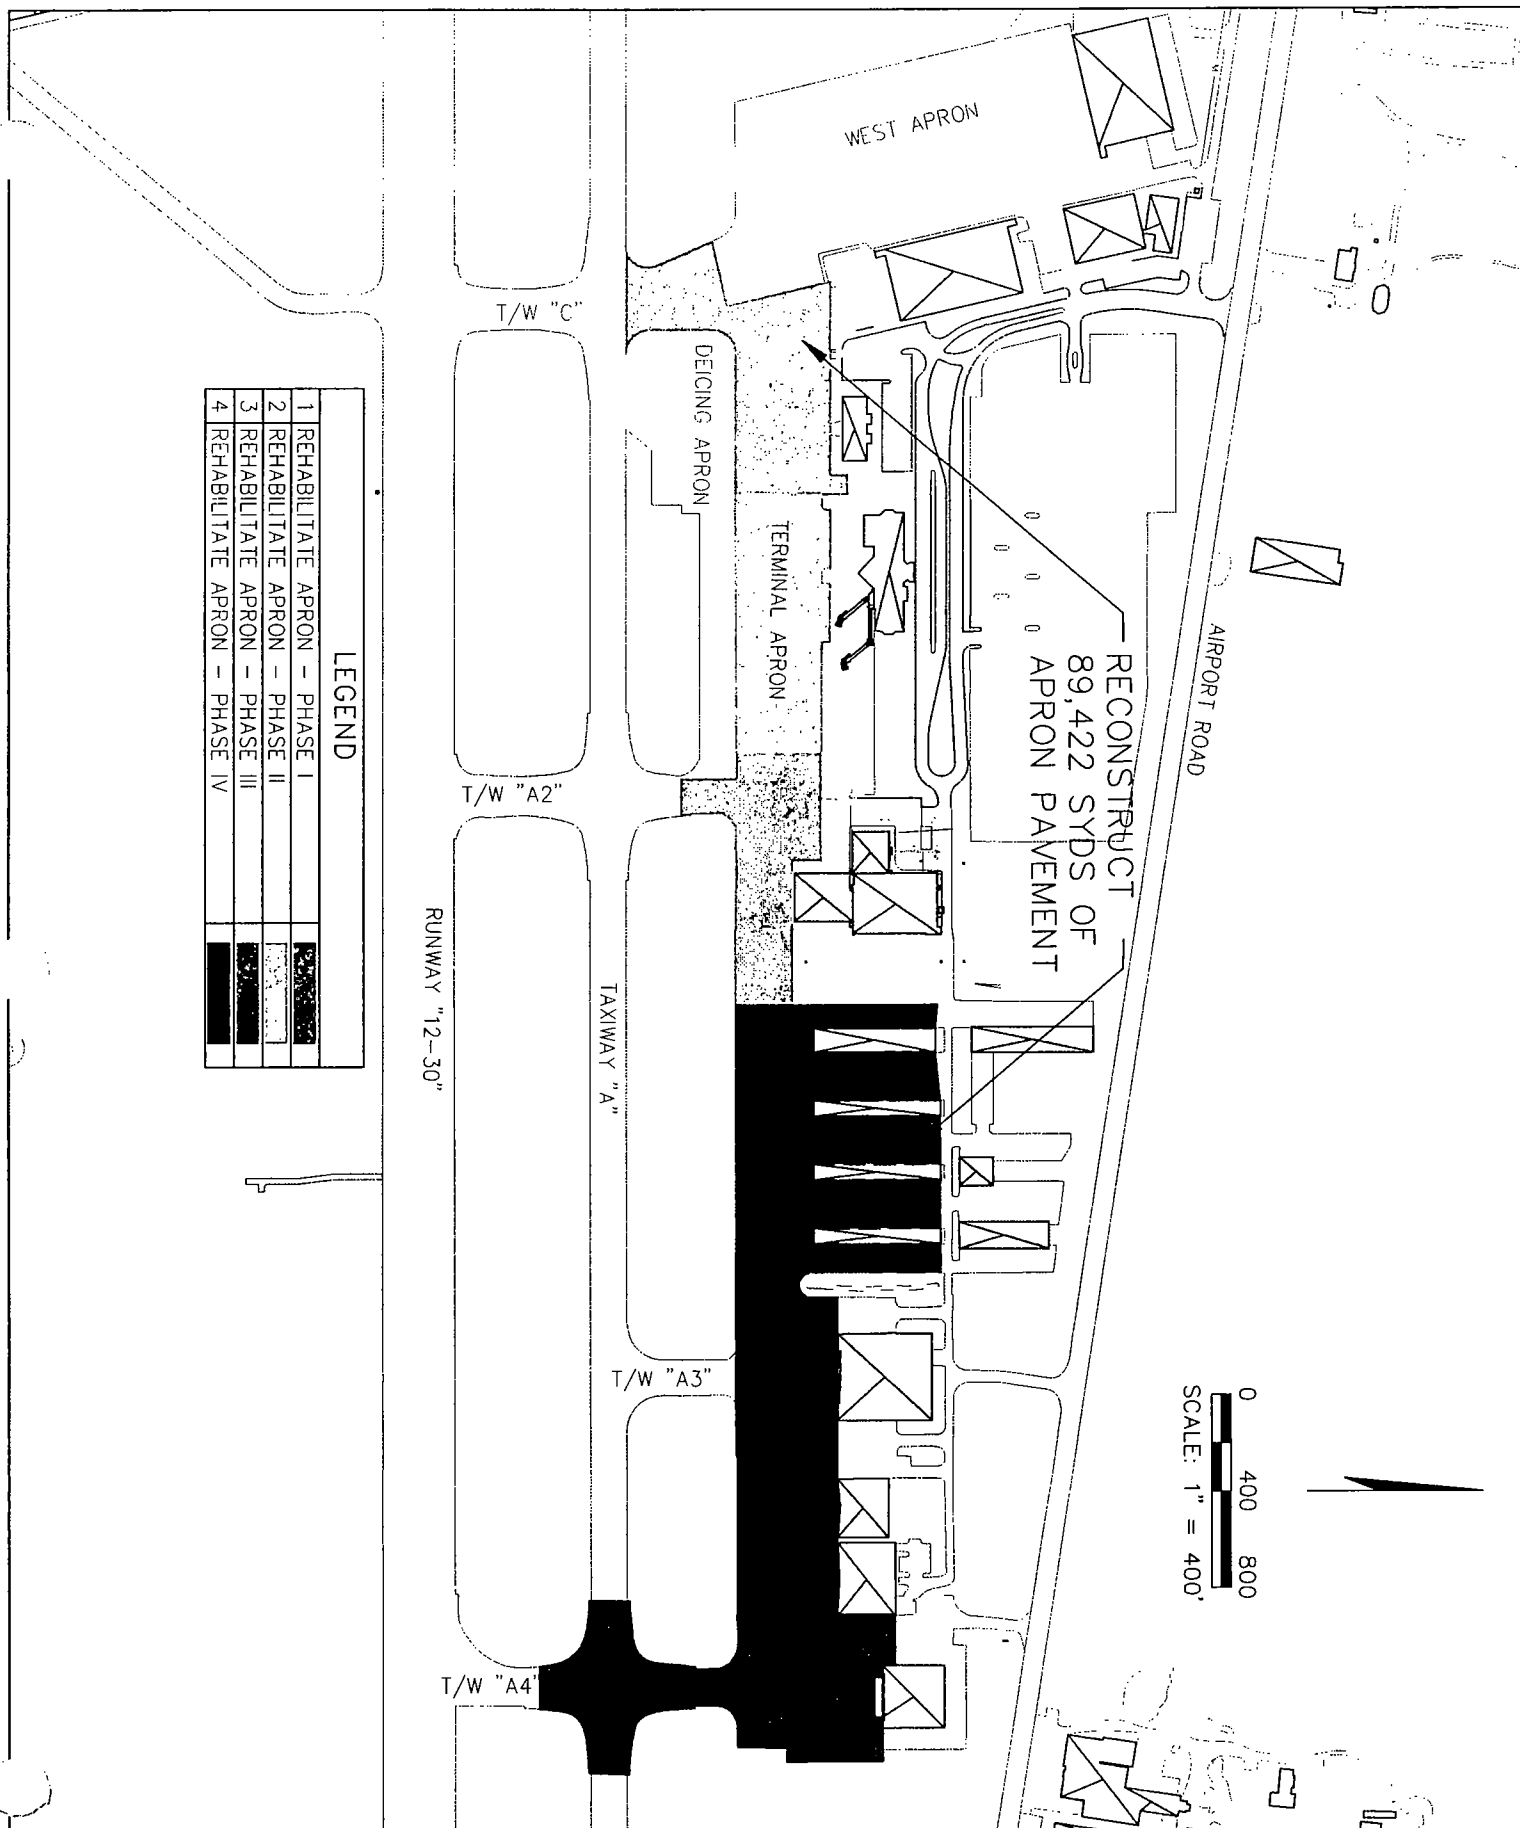 WEST APRON
T/W "C"
DEICING APRON
TERMINAL APRON
AIRPORT ROAD
RECONSTRUCT
89,422 SYDS OF
APRON PAVEMENT
T/W "A2"
RUNWAY "12-30"
TAXIWAY "A"
T/W "A3"
T/W "A4"
0 400 800
SCALE: 1" = 400'
LEGEND
1 REHABILITATE APRON - PHASE I
2 REHABILITATE APRON - PHASE II
3 REHABILITATE APRON - PHASE III
4 REHABILITATE APRON - PHASE IV